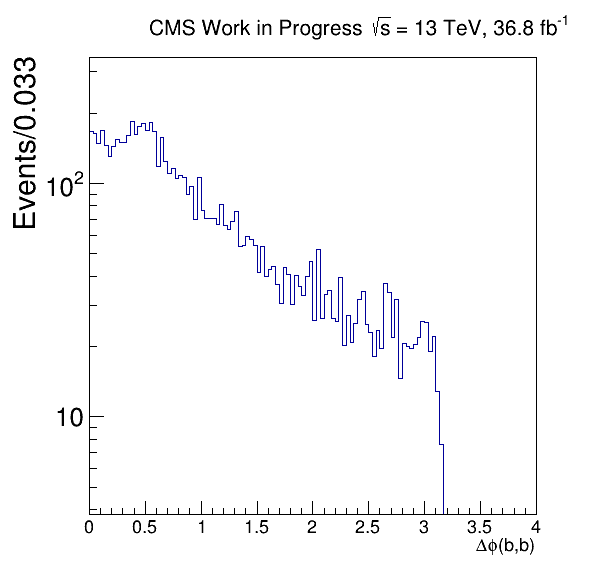 CMS Work in Progress √s = 13 TeV, 36.8 fb⁻¹
Events/0.033
10²
10
0 0.5 1 1.5 2 2.5 3 3.5 4
Δϕ(b,b)